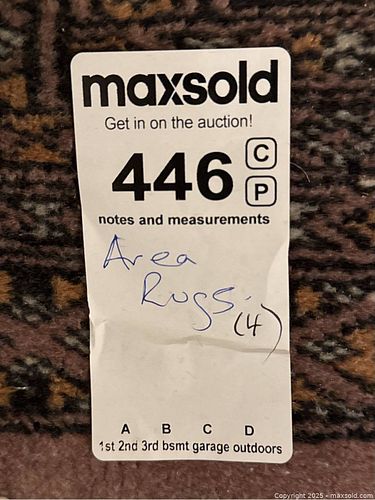 maxsold
Get in on the auction!
446 C
P
notes and measurements
Area
Rugs.
(4)
A B C D
1st 2nd 3rd bsmt garage outdoors
Copyright © 2025 - maxsold.com